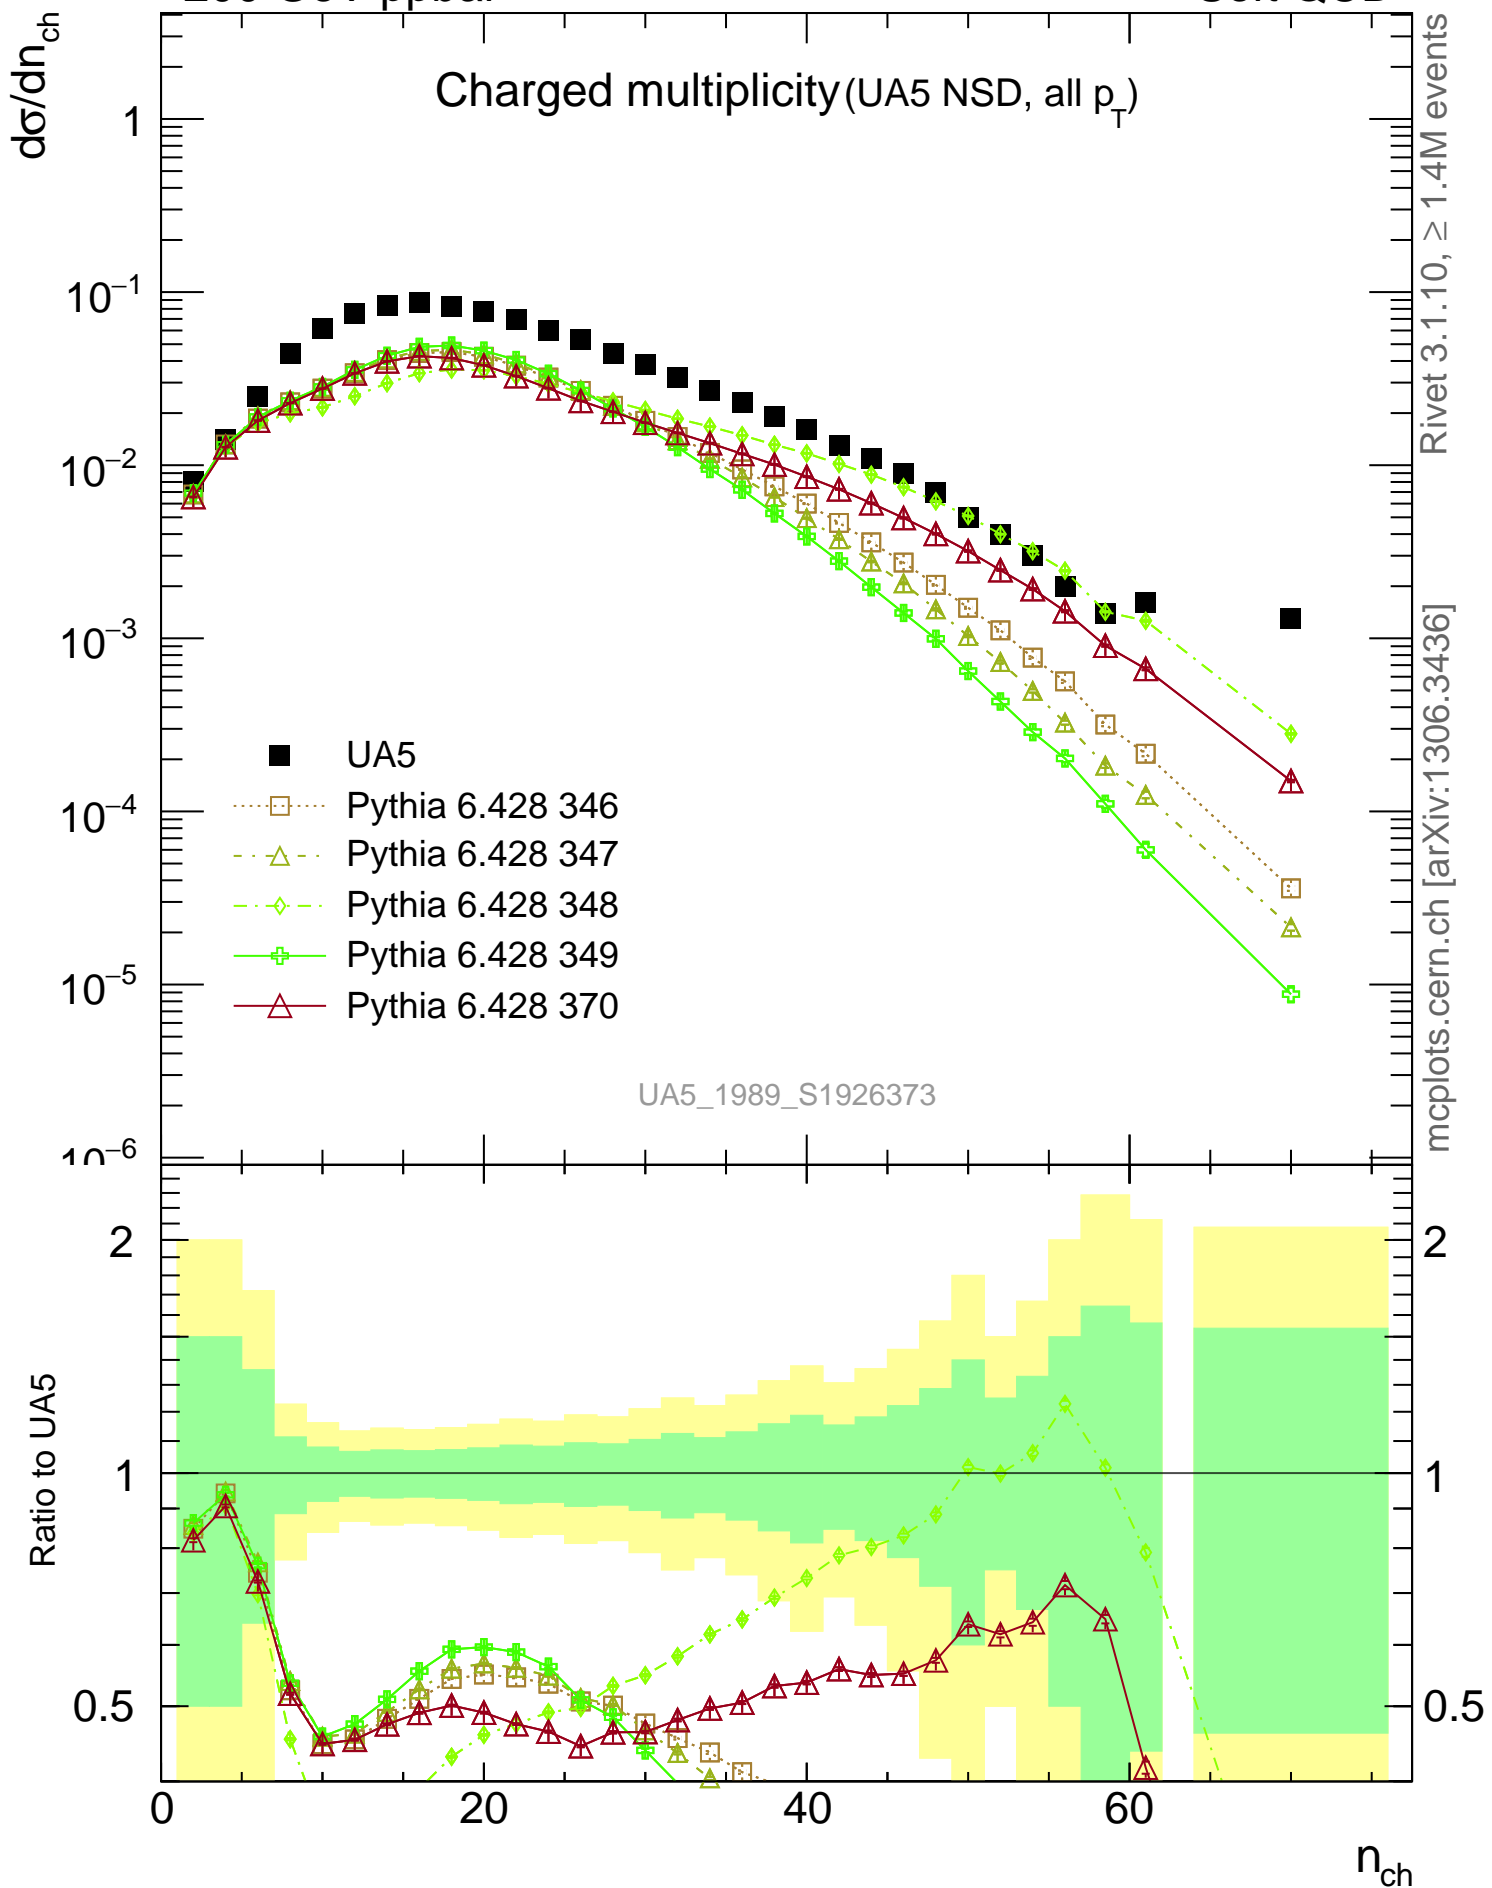 dσ/dn_ch
Charged multiplicity (UA5 NSD, all p_T)
1
10⁻¹
10⁻²
10⁻³
10⁻⁴
10⁻⁵
10⁻⁶
UA5
Pythia 6.428 346
Pythia 6.428 347
Pythia 6.428 348
Pythia 6.428 349
Pythia 6.428 370
UA5_1989_S1926373
Rivet 3.1.10, ≥ 1.4M events
mcplots.cern.ch [arXiv:1306.3436]
Ratio to UA5
2
1
0.5
2
1
0.5
0 20 40 60
n_ch